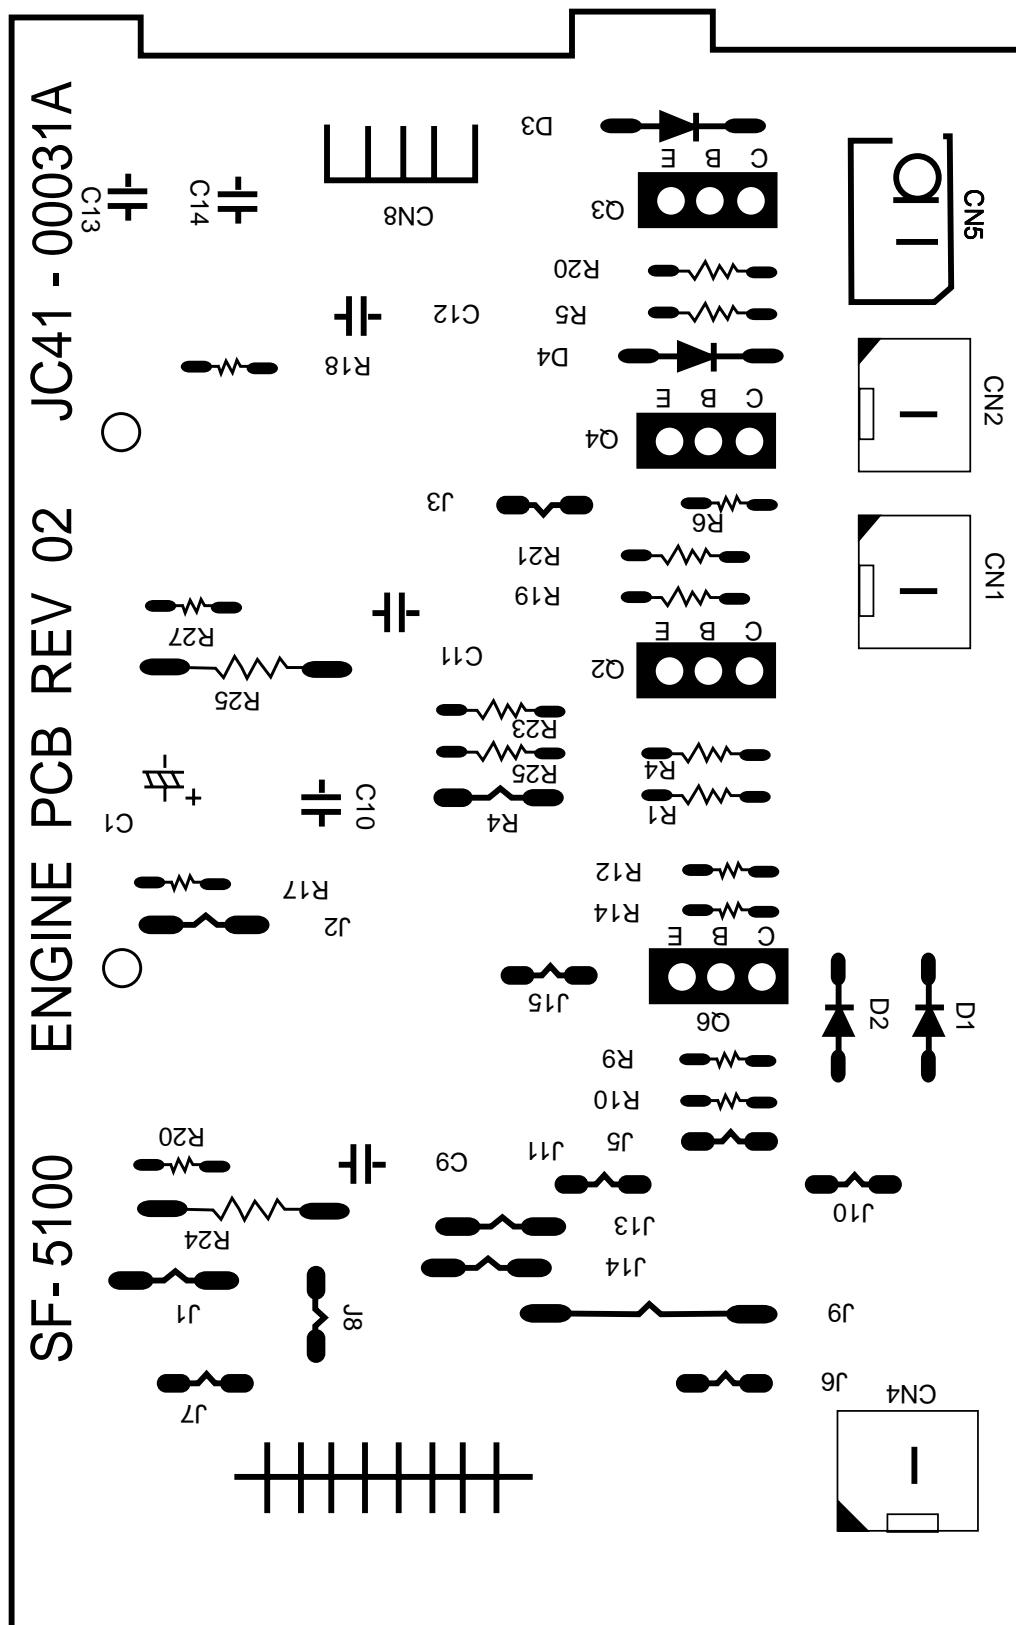 SF- 5100 ENGINE PCB REV 02 JC41 - 00031A
D3
E B C
C13
C14
CN8
Q3
CN5
R20
C12
R5
R18
D4
E B C
CN2
Q4
J3
R6
R21
CN1
R19
R27
E B C
C11
Q2
R25
R23
R25
R4
C1
C10
R4
R1
R12
R17
R14
J2
E B C
J15
Q6
D2
D1
R9
R10
R20
J5
J11
C9
J10
J13
R24
J14
J1
J8
J9
J6
J7
CN4